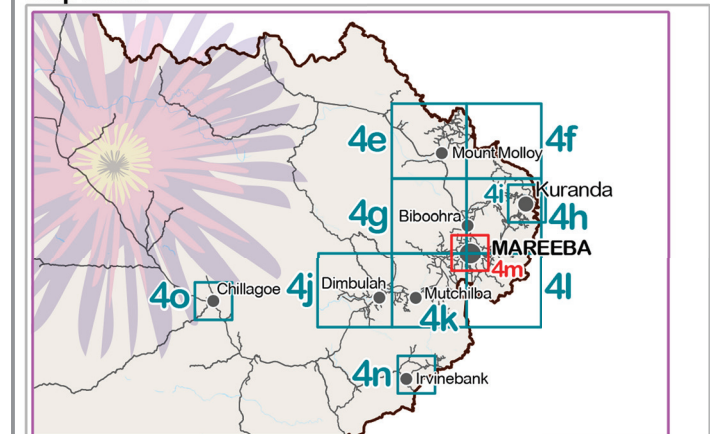 4e
4f
Mount Molloy
4i
Kuranda
4g
Biboohra
4h
MAREEBA
4m
4o
Chillagoe
4j
Dimbulah
Mutchilba
4l
4k
4n
Irvinebank